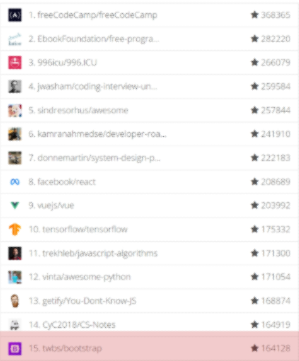 1. freeCodeCamp/freeCodeCamp ★ 368365
2. EbookFoundation/free-progra... ★ 282220
3. 996icu/996.ICU ★ 266079
4. jwasham/coding-interview-un... ★ 259584
5. sindresorhus/awesome ★ 257844
6. kamranahmedse/developer-roa... ★ 241910
7. donnemartin/system-design-p... ★ 222183
8. facebook/react ★ 208689
9. vuejs/vue ★ 203992
10. tensorflow/tensorflow ★ 175332
11. trekhleb/javascript-algorithms ★ 171300
12. vinta/awesome-python ★ 171054
13. getify/You-Dont-Know-JS ★ 168874
14. CyC2018/CS-Notes ★ 164919
15. twbs/bootstrap ★ 164128